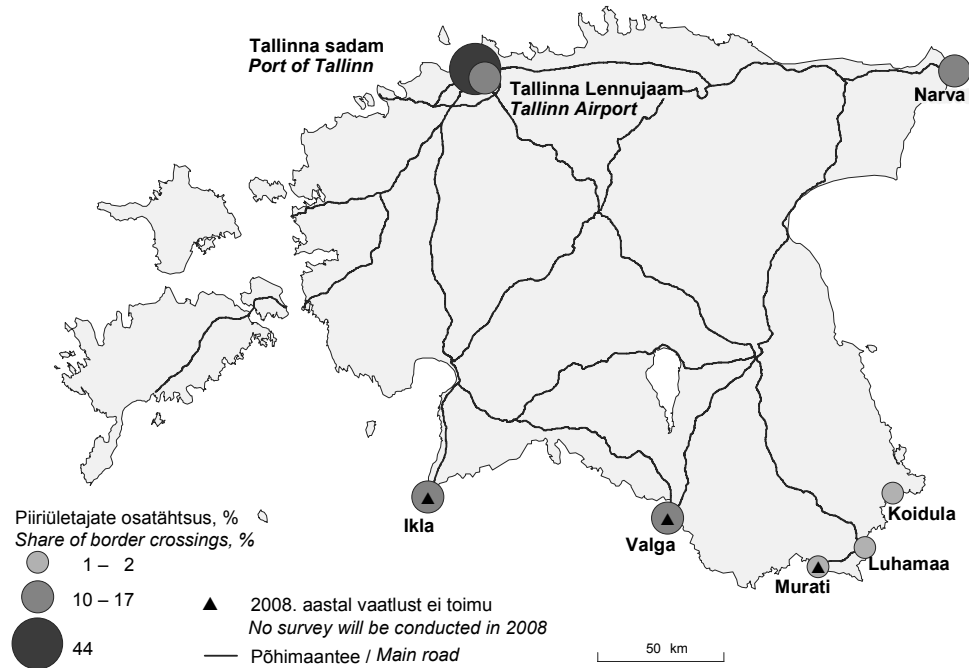 Tallinna sadam
Port of Tallinn
Tallinna Lennujaam
Tallinn Airport
Narva
Ikla
Valga
Koidula
Luhamaa
Murati
Piiriületajate osatähtsus, %
Share of border crossings, %
1 – 2
10 – 17
44
2008. aastal vaatlust ei toimu
No survey will be conducted in 2008
Põhimaantee / Main road
50 km